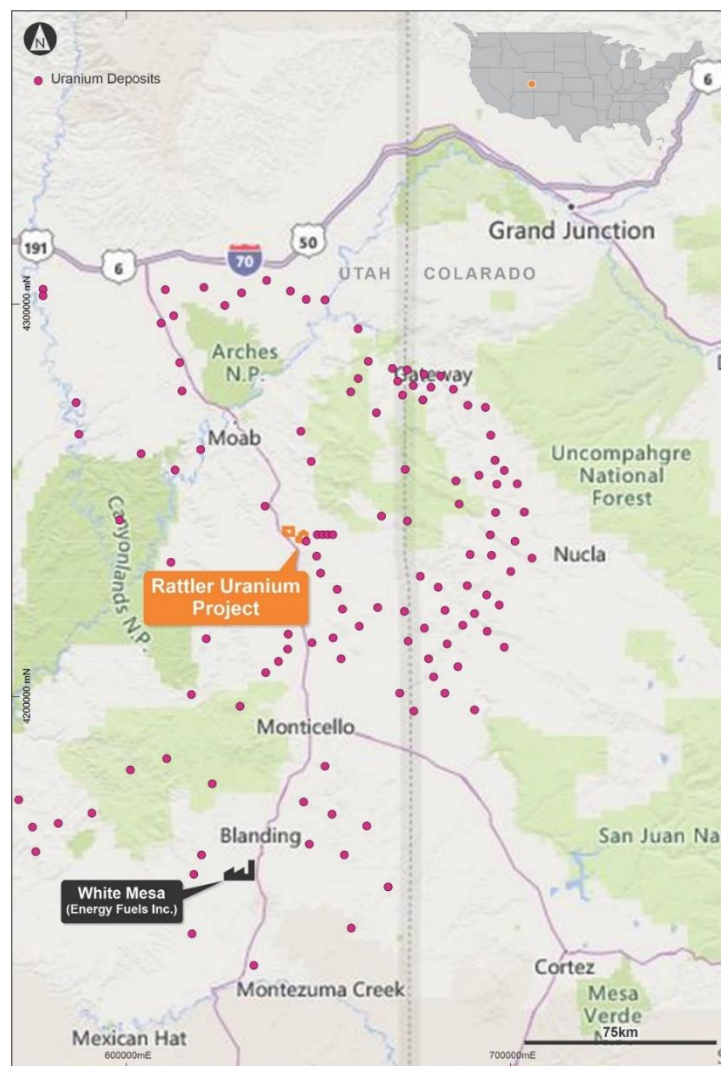 N
Uranium Deposits
6
Grand Junction
191
6
70
50
UTAH
COLARADO
4300000 mN
Arches
N.P.
Gateway
Moab
Uncompahgre
National
Forest
Canyonlands N.P.
Nucla
Rattler Uranium
Project
4200000 mN
Monticello
Blanding
San Juan Na
White Mesa
(Energy Fuels Inc.)
Cortez
Montezuma Creek
Mesa
Verde
Mexican Hat
75km
600000mE
700000mE